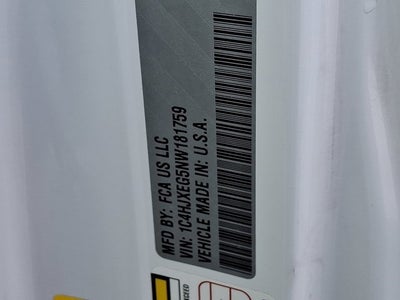 MFD BY: FCA US LLC
VIN: 1C4HJXEG5NW181759
VEHICLE MADE IN: U.S.A.